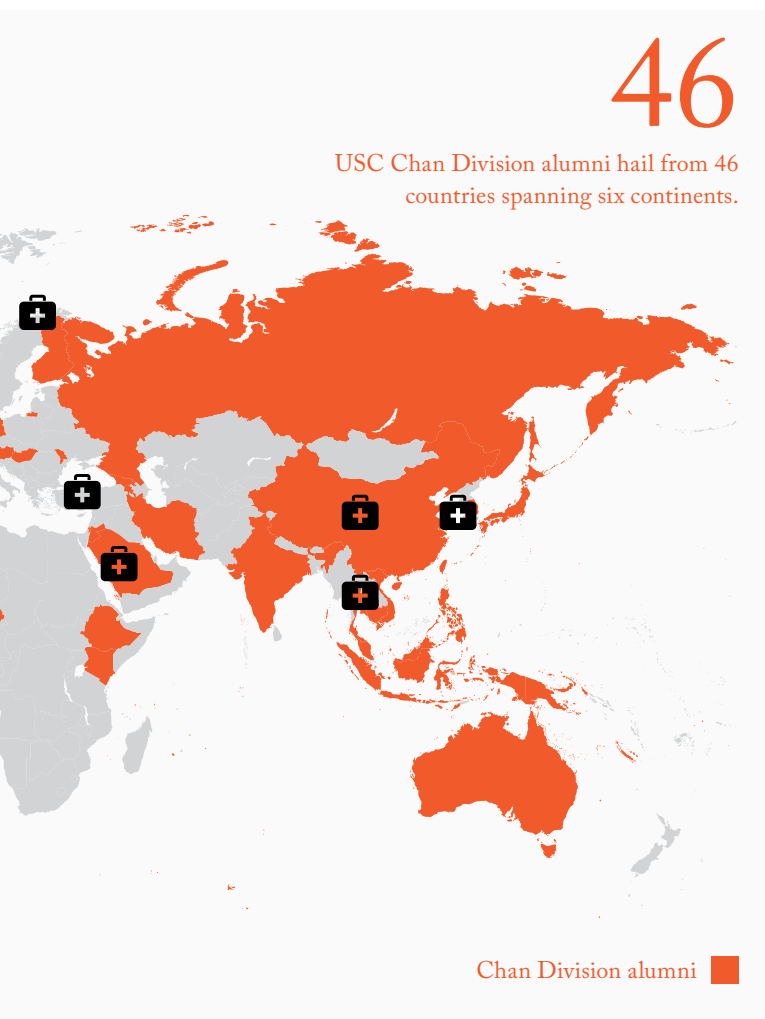 46
USC Chan Division alumni hail from 46
countries spanning six continents.
Chan Division alumni